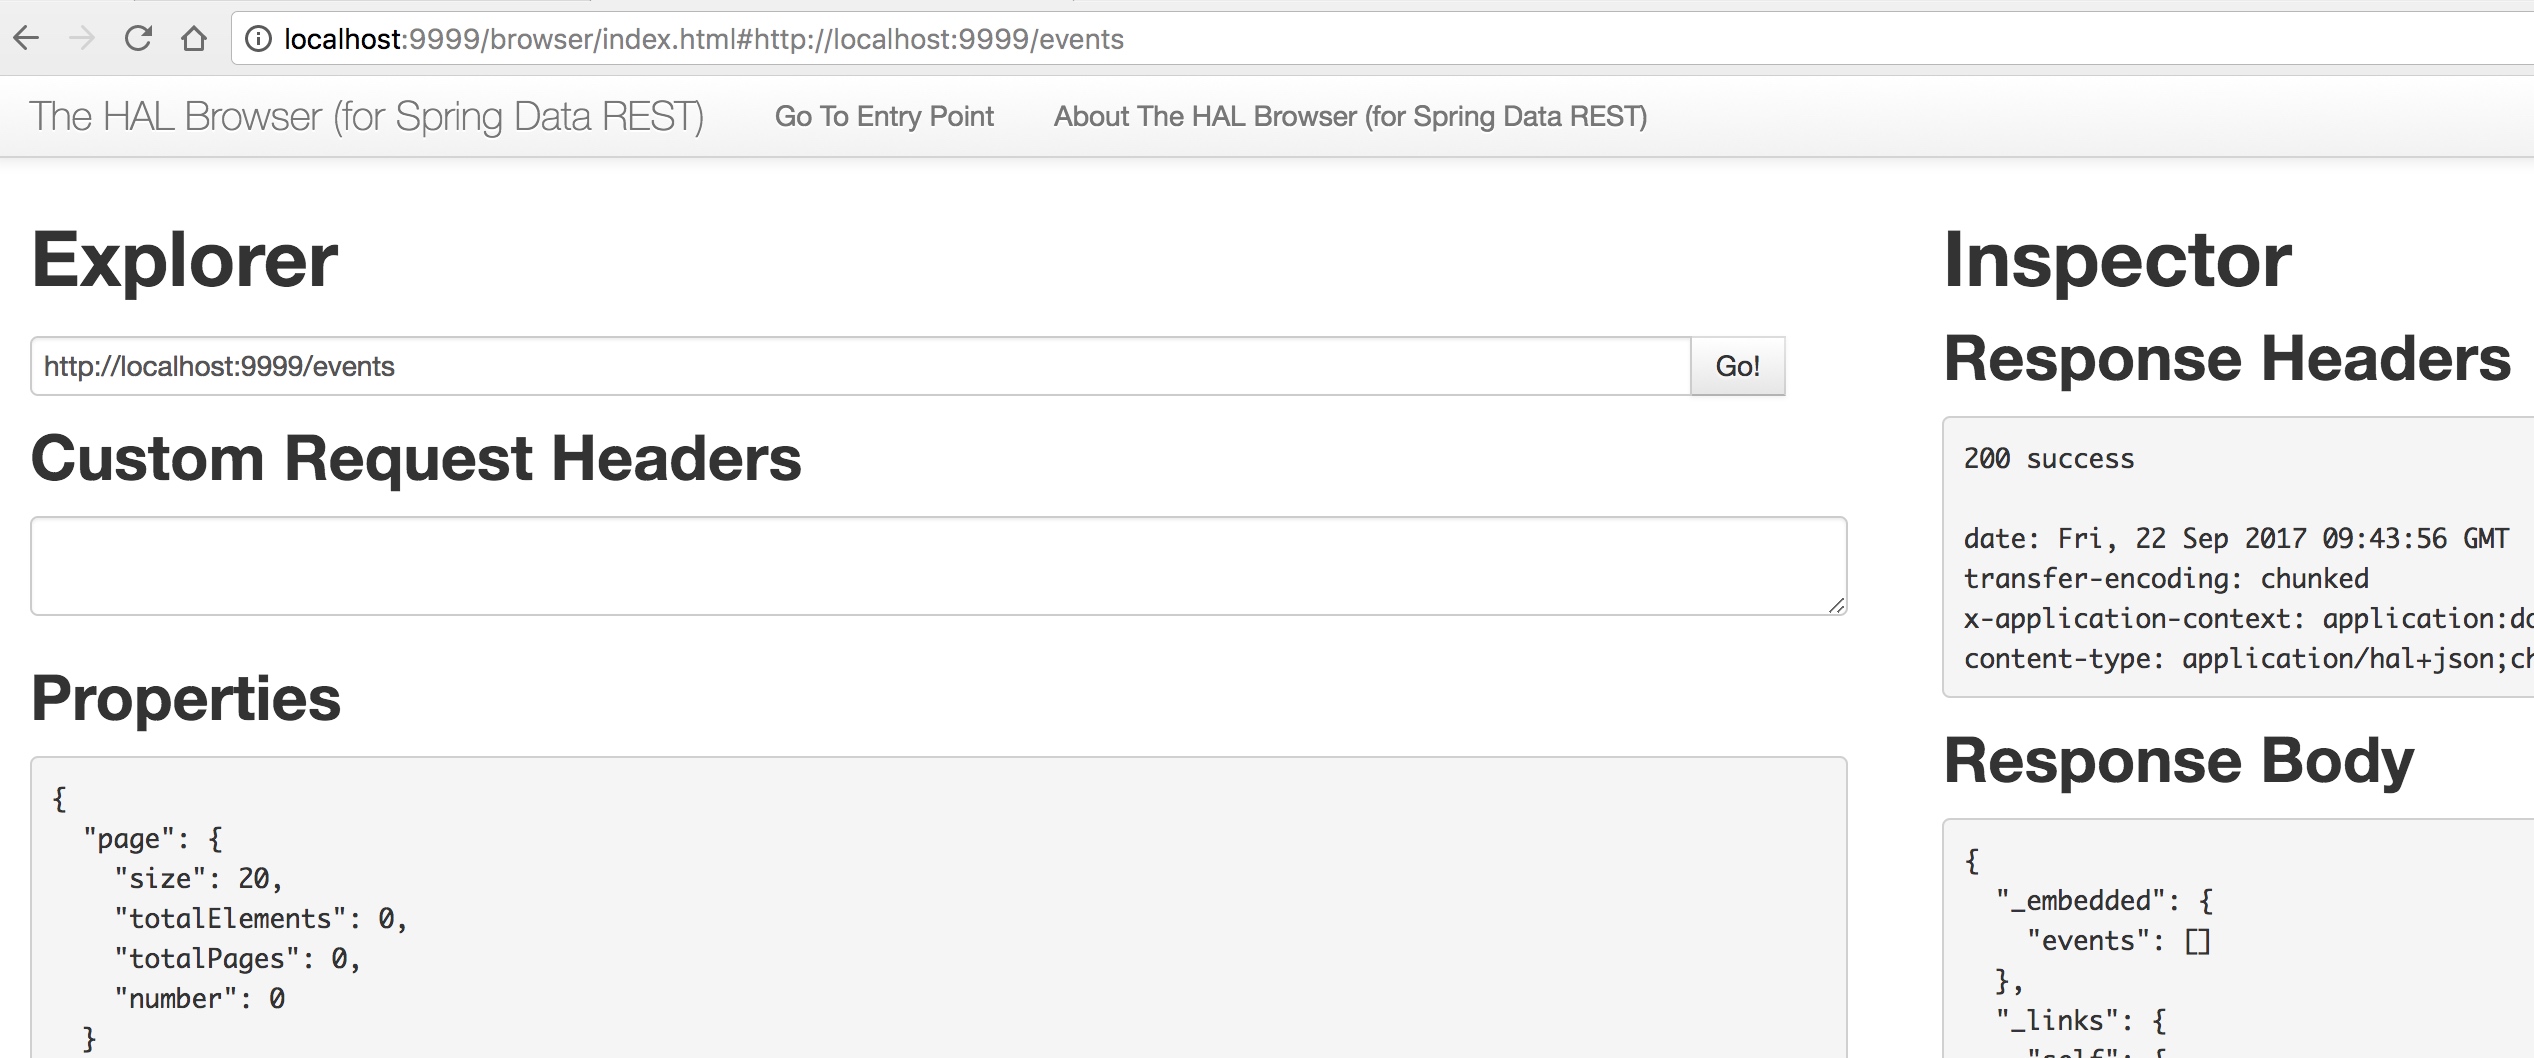 localhost:9999/browser/index.html#http://localhost:9999/events
The HAL Browser (for Spring Data REST) Go To Entry Point About The HAL Browser (for Spring Data REST)
Explorer
http://localhost:9999/events Go!
Custom Request Headers
Properties
{
  "page": {
    "size": 20,
    "totalElements": 0,
    "totalPages": 0,
    "number": 0
  }
Inspector
Response Headers
200 success
date: Fri, 22 Sep 2017 09:43:56 GMT
transfer-encoding: chunked
x-application-context: application:do
content-type: application/hal+json;ch
Response Body
{
  "_embedded": {
    "events": []
  },
  "_links": {
    "self": {